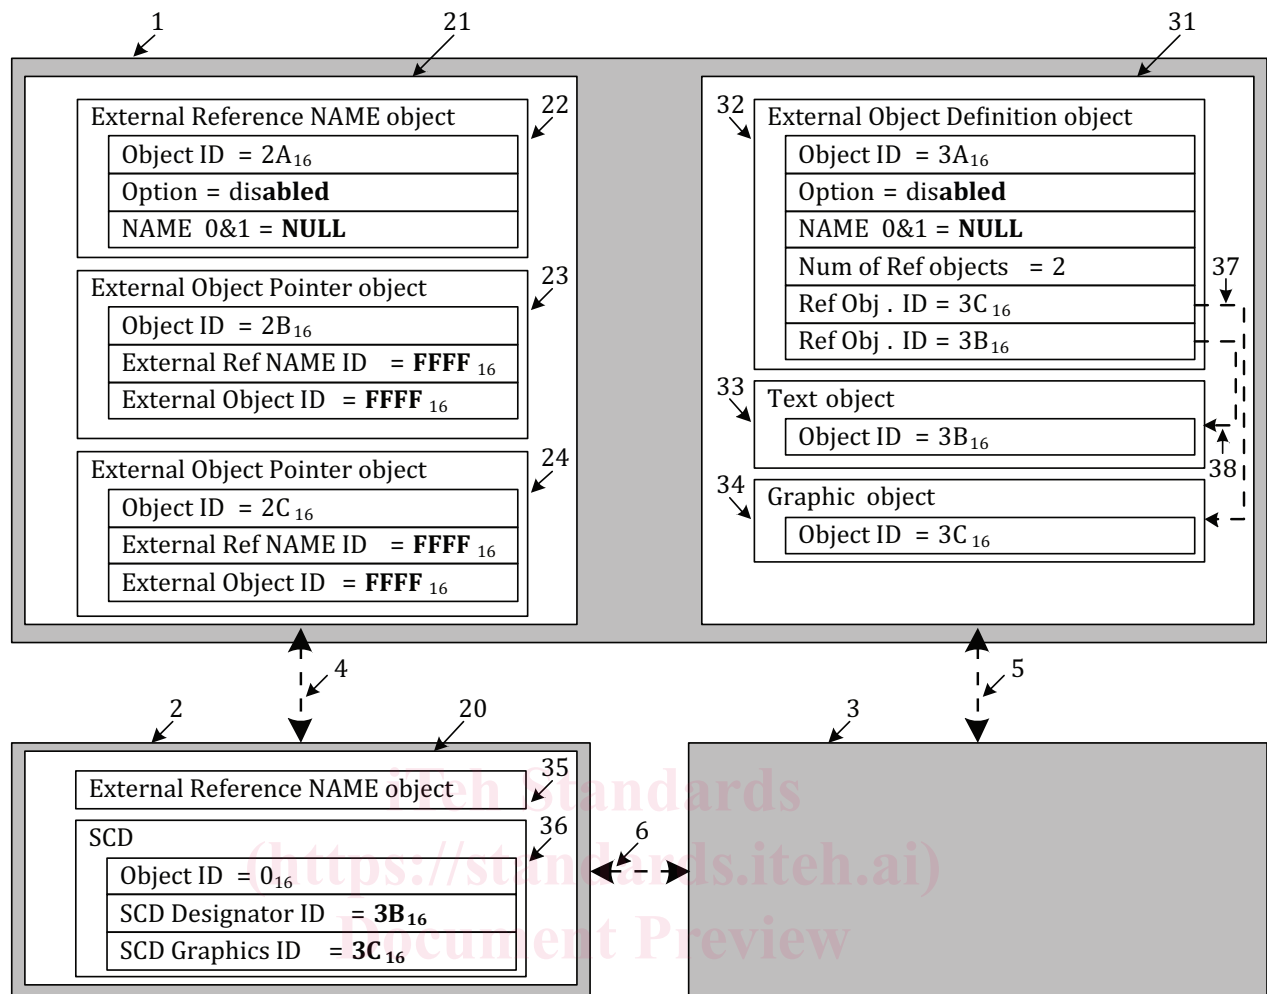 1
21
31
External Reference NAME object
22
Object ID = 2A16
Option = disabled
NAME 0&1 = NULL
External Object Pointer object
23
Object ID = 2B16
External Ref NAME ID = FFFF 16
External Object ID = FFFF 16
External Object Pointer object
24
Object ID = 2C 16
External Ref NAME ID = FFFF 16
External Object ID = FFFF 16
32
External Object Definition object
Object ID = 3A16
Option = disabled
NAME 0&1 = NULL
Num of Ref objects = 2
37
Ref Obj . ID = 3C 16
Ref Obj . ID = 3B16
33
Text object
Object ID = 3B16
38
34
Graphic object
Object ID = 3C 16
4
5
2
20
3
External Reference NAME object
35
SCD
36
Object ID = 016
SCD Designator ID = 3B16
SCD Graphics ID = 3C 16
6
iTeh Standards
(https://standards.iteh.ai)
Document Preview